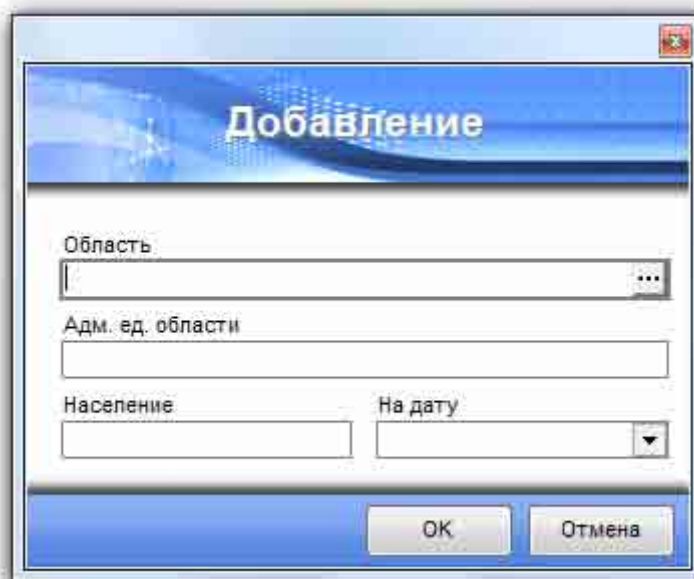 Добавление
Область
...
Адм. ед. области
Население На дату
OK Отмена